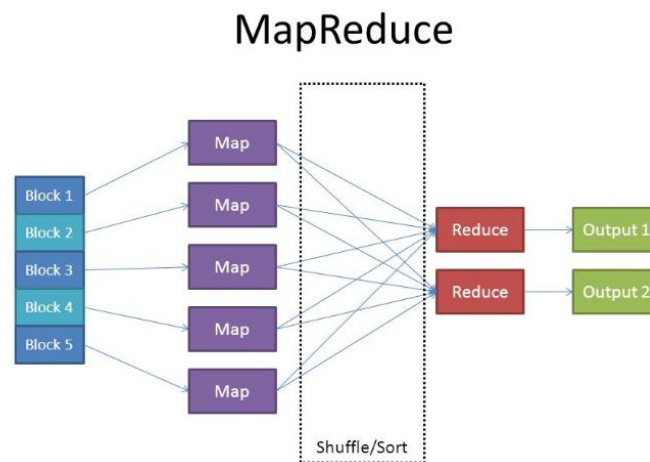 MapReduce
Block 1
Block 2
Block 3
Block 4
Block 5
Map
Map
Map
Map
Map
Shuffle/Sort
Reduce
Reduce
Output 1
Output 2